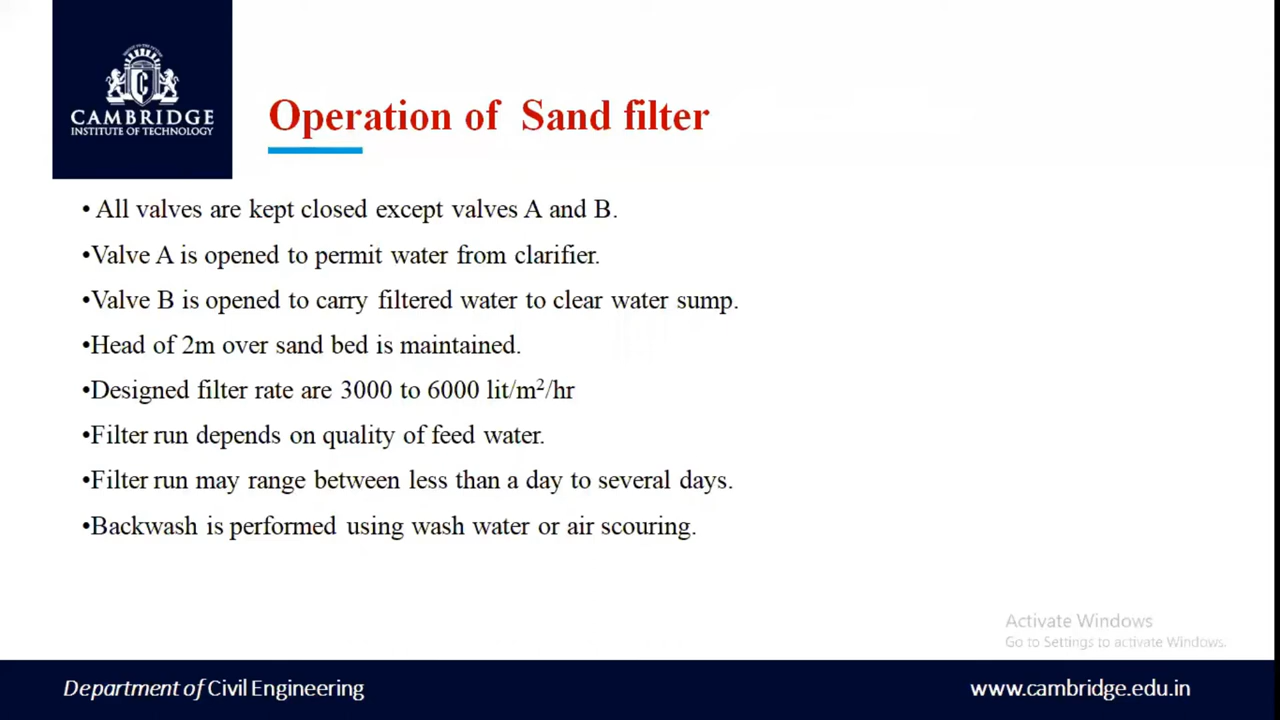 CAMBRIDGE
INSTITUTE OF TECHNOLOGY
Operation of Sand filter
• All valves are kept closed except valves A and B.
•Valve A is opened to permit water from clarifier.
•Valve B is opened to carry filtered water to clear water sump.
•Head of 2m over sand bed is maintained.
•Designed filter rate are 3000 to 6000 lit/m²/hr
•Filter run depends on quality of feed water.
•Filter run may range between less than a day to several days.
•Backwash is performed using wash water or air scouring.
Activate Windows
Go to Settings to activate Windows.
Department of Civil Engineering
www.cambridge.edu.in